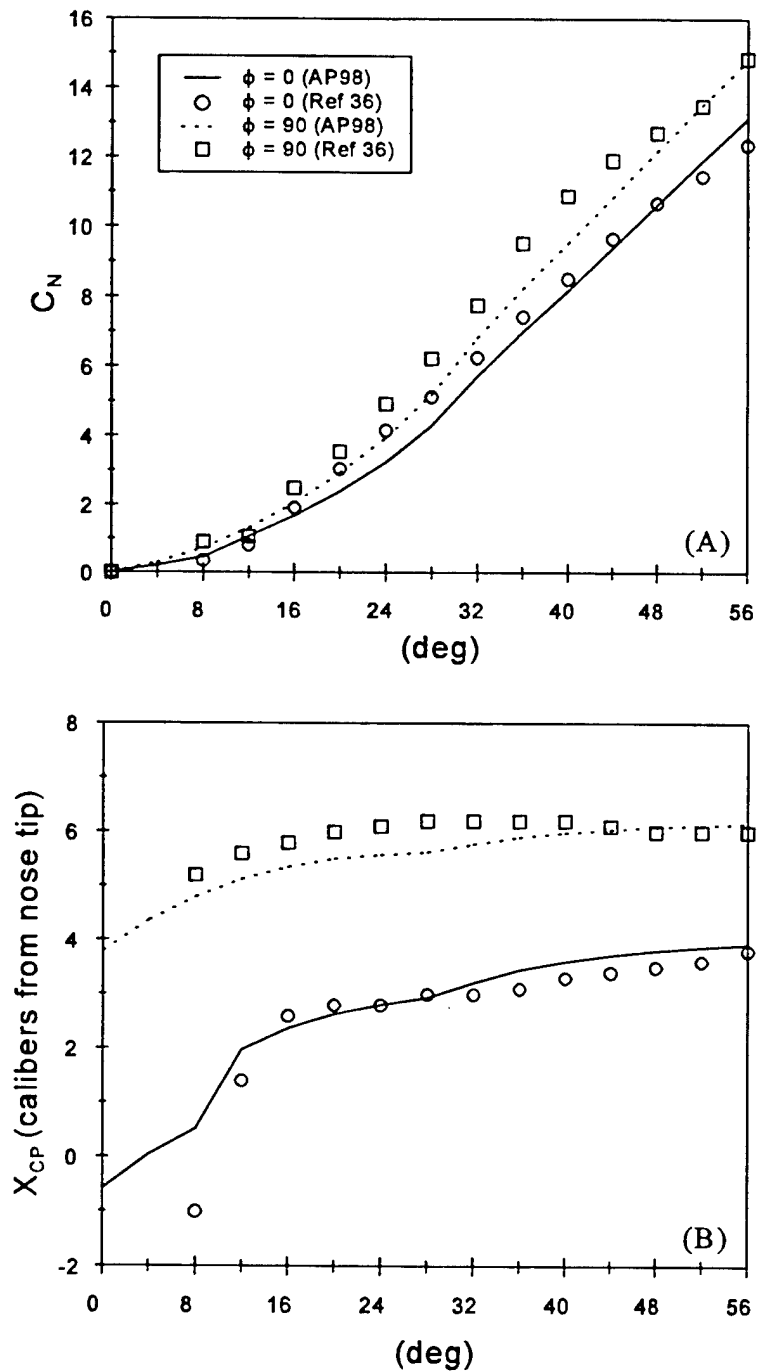 16
14
12
10
8
6
4
2
0
C_N
ϕ = 0 (AP98)
ϕ = 0 (Ref 36)
ϕ = 90 (AP98)
ϕ = 90 (Ref 36)
(A)
0 8 16 24 32 40 48 56
(deg)
8
6
4
2
0
-2
X_CP (calibers from nose tip)
(B)
0 8 16 24 32 40 48 56
(deg)